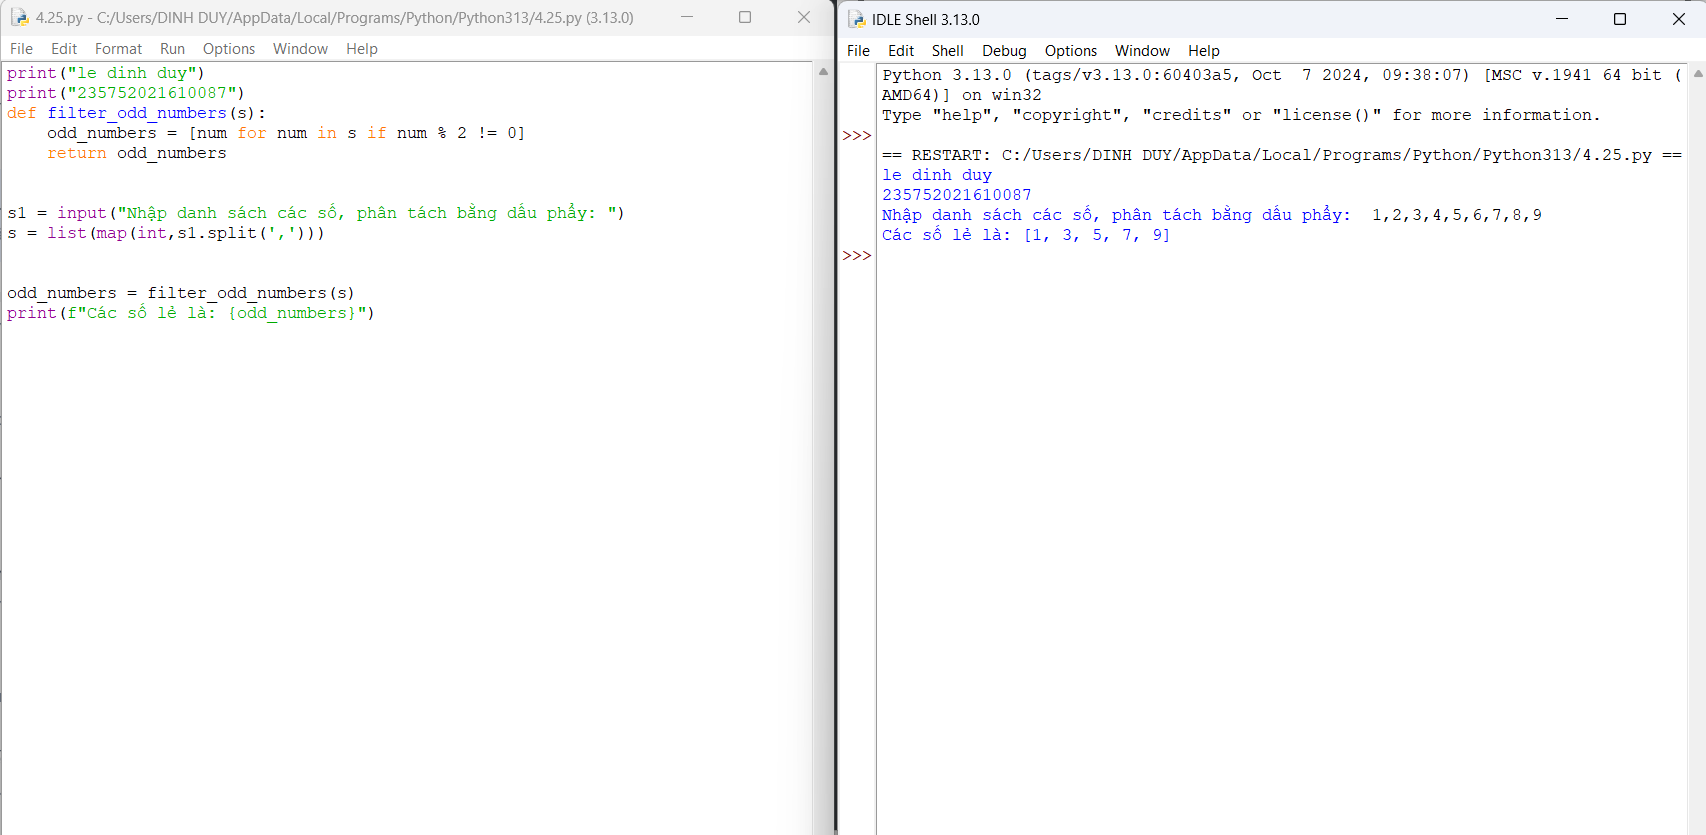 4.25.py - C:/Users/DINH DUY/AppData/Local/Programs/Python/Python313/4.25.py (3.13.0)
File Edit Format Run Options Window Help
print("le dinh duy")
print("235752021610087")
def filter_odd_numbers(s):
    odd_numbers = [num for num in s if num % 2 != 0]
    return odd_numbers
s1 = input("Nhập danh sách các số, phân tách bằng dấu phẩy: ")
s = list(map(int,s1.split(',')))
odd_numbers = filter_odd_numbers(s)
print(f"Các số lẻ là: {odd_numbers}")
IDLE Shell 3.13.0
File Edit Shell Debug Options Window Help
Python 3.13.0 (tags/v3.13.0:60403a5, Oct  7 2024, 09:38:07) [MSC v.1941 64 bit (
AMD64)] on win32
Type "help", "copyright", "credits" or "license()" for more information.
>>>
== RESTART: C:/Users/DINH DUY/AppData/Local/Programs/Python/Python313/4.25.py ==
le dinh duy
235752021610087
Nhập danh sách các số, phân tách bằng dấu phẩy:  1,2,3,4,5,6,7,8,9
Các số lẻ là: [1, 3, 5, 7, 9]
>>>